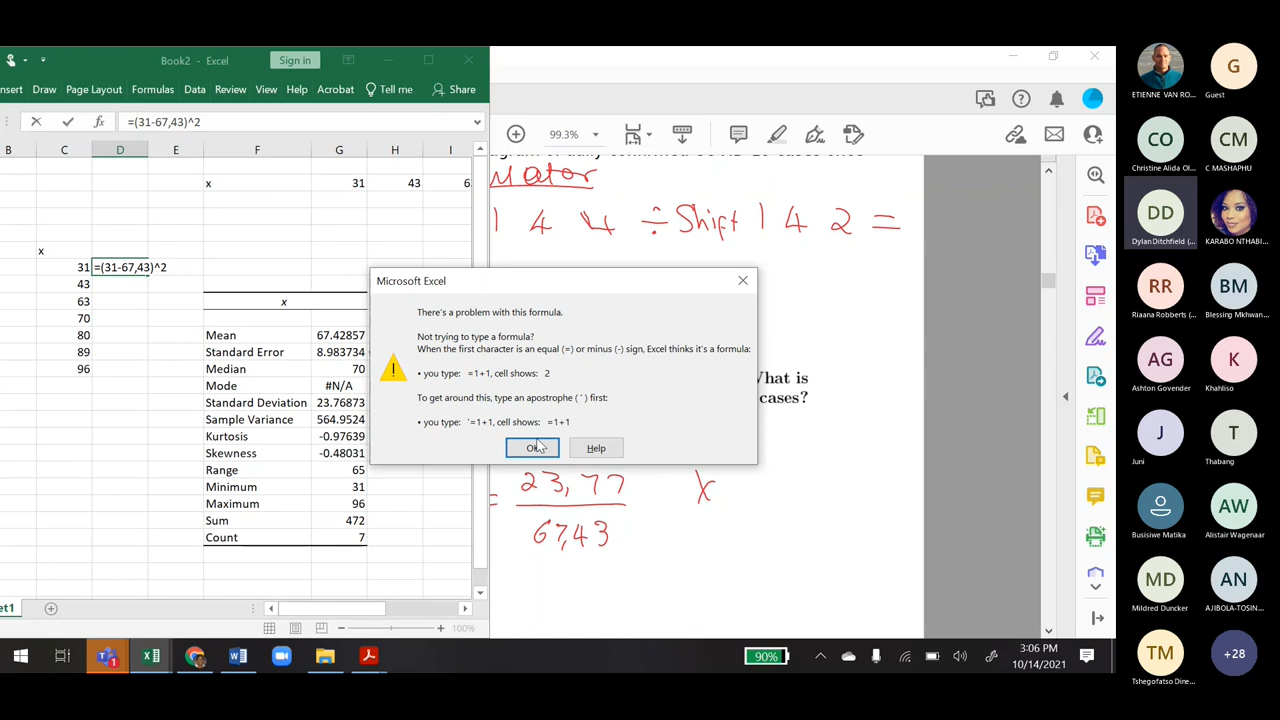 Book2 - Excel
Sign in
nsert Draw Page Layout Formulas Data Review View Help Acrobat Tell me Share
fx =(31-67,43)^2
B C D E F G H I
x 31 43 6
x
31 =(31-67,43)^2
43
63
70
80
89
96
x
Mean 67.42857
Standard Error 8.983734
Median 70
Mode #N/A
Standard Deviation 23.76873
Sample Variance 564.9524
Kurtosis -0.97639
Skewness -0.48031
Range 65
Minimum 31
Maximum 96
Sum 472
Count 7
et1
100%
99.3%
1 4 4 ÷ Shift 1 4 2 =
What is
cases?
= 23,77 x
67,43
Microsoft Excel
There's a problem with this formula.
Not trying to type a formula?
When the first character is an equal (=) or minus (-) sign, Excel thinks it's a formula:
• you type: =1+1, cell shows: 2
To get around this, type an apostrophe ( ' ) first:
• you type: '=1+1, cell shows: =1+1
OK Help
ETIENNE VAN RO... Guest
CO CM
Christine Alida Ol... C MASHAPHU
DD
Dylan Ditchfield (... KARABO NTHABI...
RR BM
Riaana Robberts (... Blessing Mkhwan...
AG K
Ashton Govender Khahliso
J T
Juni Thabang
AW
Busisiwe Matika Alistair Wagenaar
MD AN
Mildred Duncker AJIBOLA-TOSIN...
TM +28
Tshegofatso Dine...
90%
3:06 PM
10/14/2021